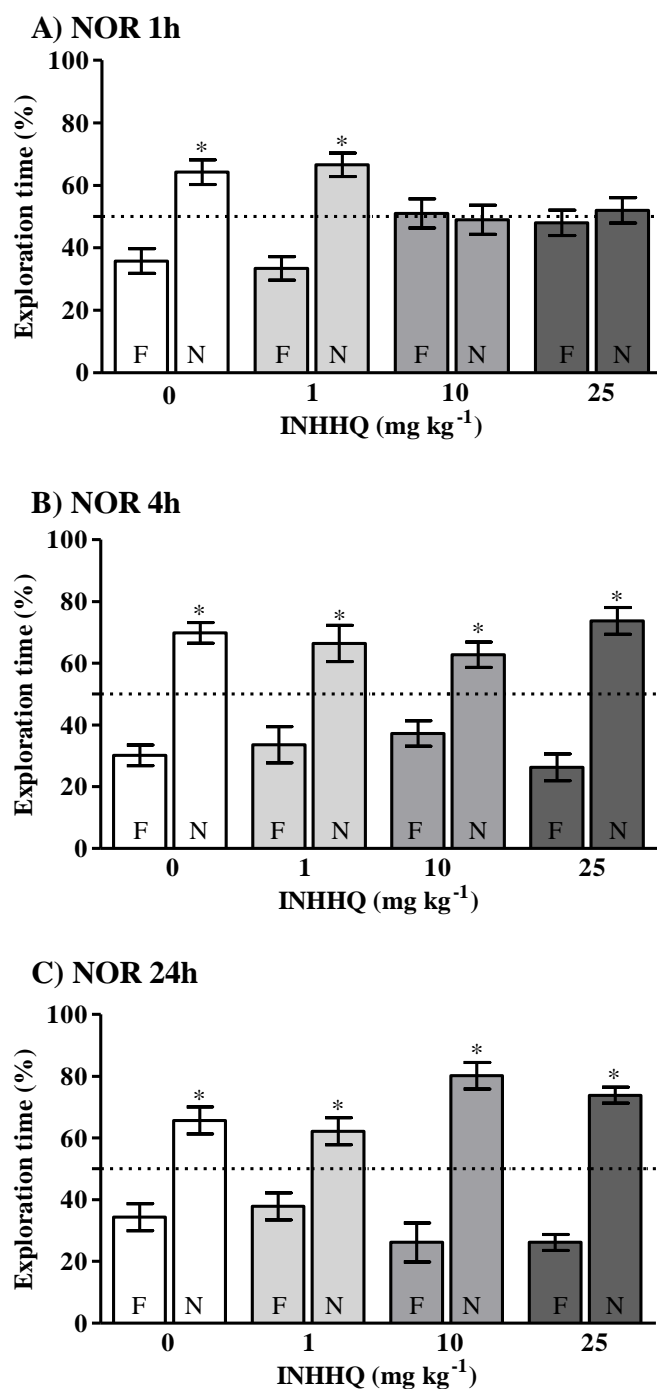 A) NOR 1h
100
80
60
40
20
0
Exploration time (%)
* *
F N F N F N F N
0 1 10 25
INHHQ (mg kg⁻¹)
B) NOR 4h
100
80
60
40
20
0
Exploration time (%)
* * * *
F N F N F N F N
0 1 10 25
INHHQ (mg kg⁻¹)
C) NOR 24h
100
80
60
40
20
0
Exploration time (%)
* * * *
F N F N F N F N
0 1 10 25
INHHQ (mg kg⁻¹)